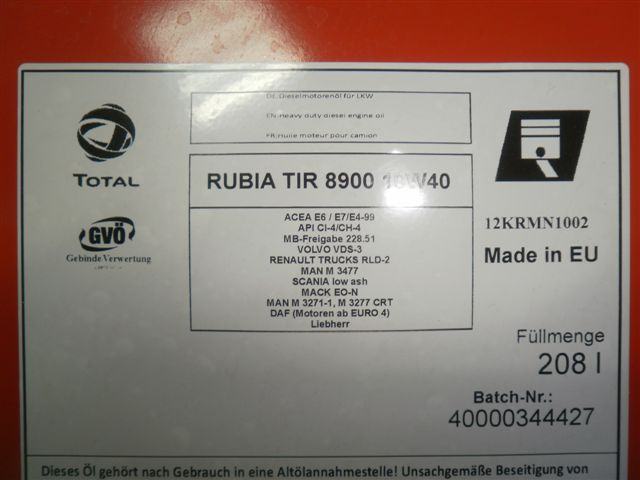 DE:Dieselmotorenöl für LKW
EN:Heavy duty diesel engine oil
FR:Huile moteur pour camion
TOTAL
RUBIA TIR 8900 10W40
ACEA E6 / E7/E4-99
API CI-4/CH-4
MB-Freigabe 228.51
VOLVO VDS-3
RENAULT TRUCKS RLD-2
MAN M 3477
SCANIA low ash
MACK EO-N
MAN M 3271-1, M 3277 CRT
DAF (Motoren ab EURO 4)
Liebherr
GVÖ
Gebinde Verwertung
12KRMN1002
Made in EU
Füllmenge
208 l
Batch-Nr.:
40000344427
Dieses Öl gehört nach Gebrauch in eine Altölannahmestelle! Unsachgemäße Beseitigung von